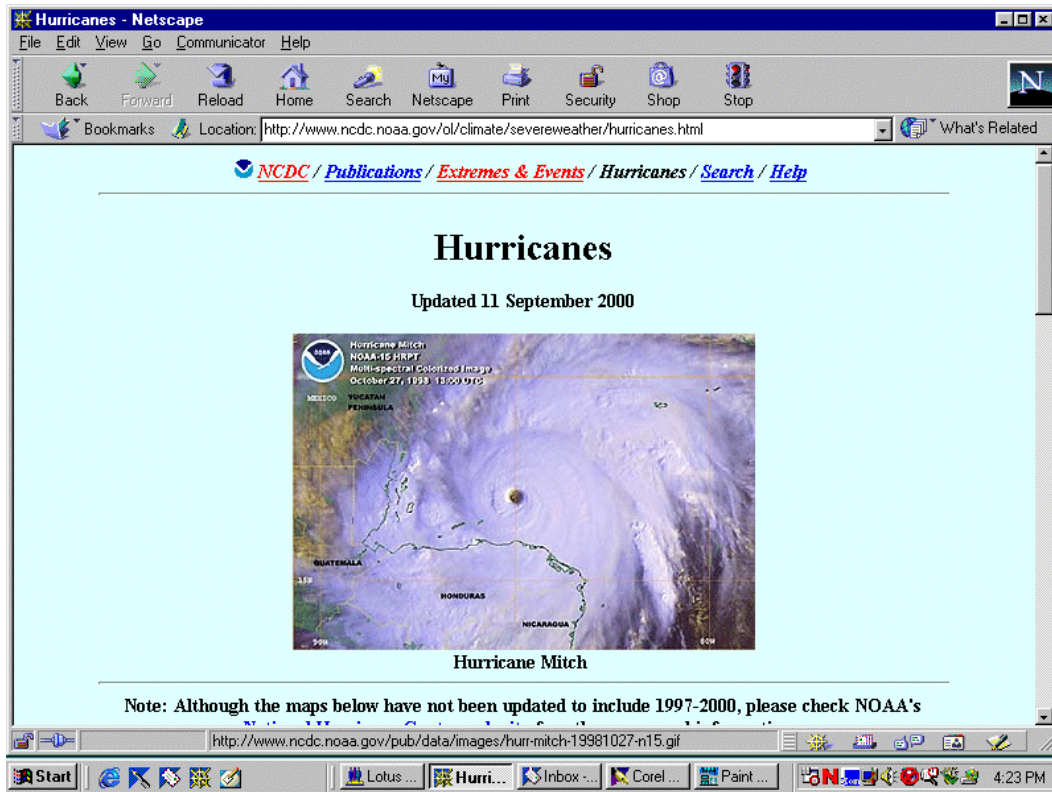 Hurricanes - Netscape
File Edit View Go Communicator Help
My
N
Back Forward Reload Home Search Netscape Print Security Shop Stop
Bookmarks Location: http://www.ncdc.noaa.gov/ol/climate/severeweather/hurricanes.html What's Related
NCDC / Publications / Extremes & Events / Hurricanes / Search / Help
Hurricanes
Updated 11 September 2000
NOAA
Hurricane Mitch
NOAA-15 HRPT
Multi-spectral Colorized Image
October 27, 1998 13:00 UTC
MEXICO YUCATAN
PENINSULA
GUATEMALA
15N
HONDURAS
NICARAGUA
90W 80W
Hurricane Mitch
Note: Although the maps below have not been updated to include 1997-2000, please check NOAA's
http://www.ncdc.noaa.gov/pub/data/images/hurr-mitch-19981027-n15.gif
Start Lotus ... Hurri... Inbox -... Corel ... Paint ... N 4:23 PM